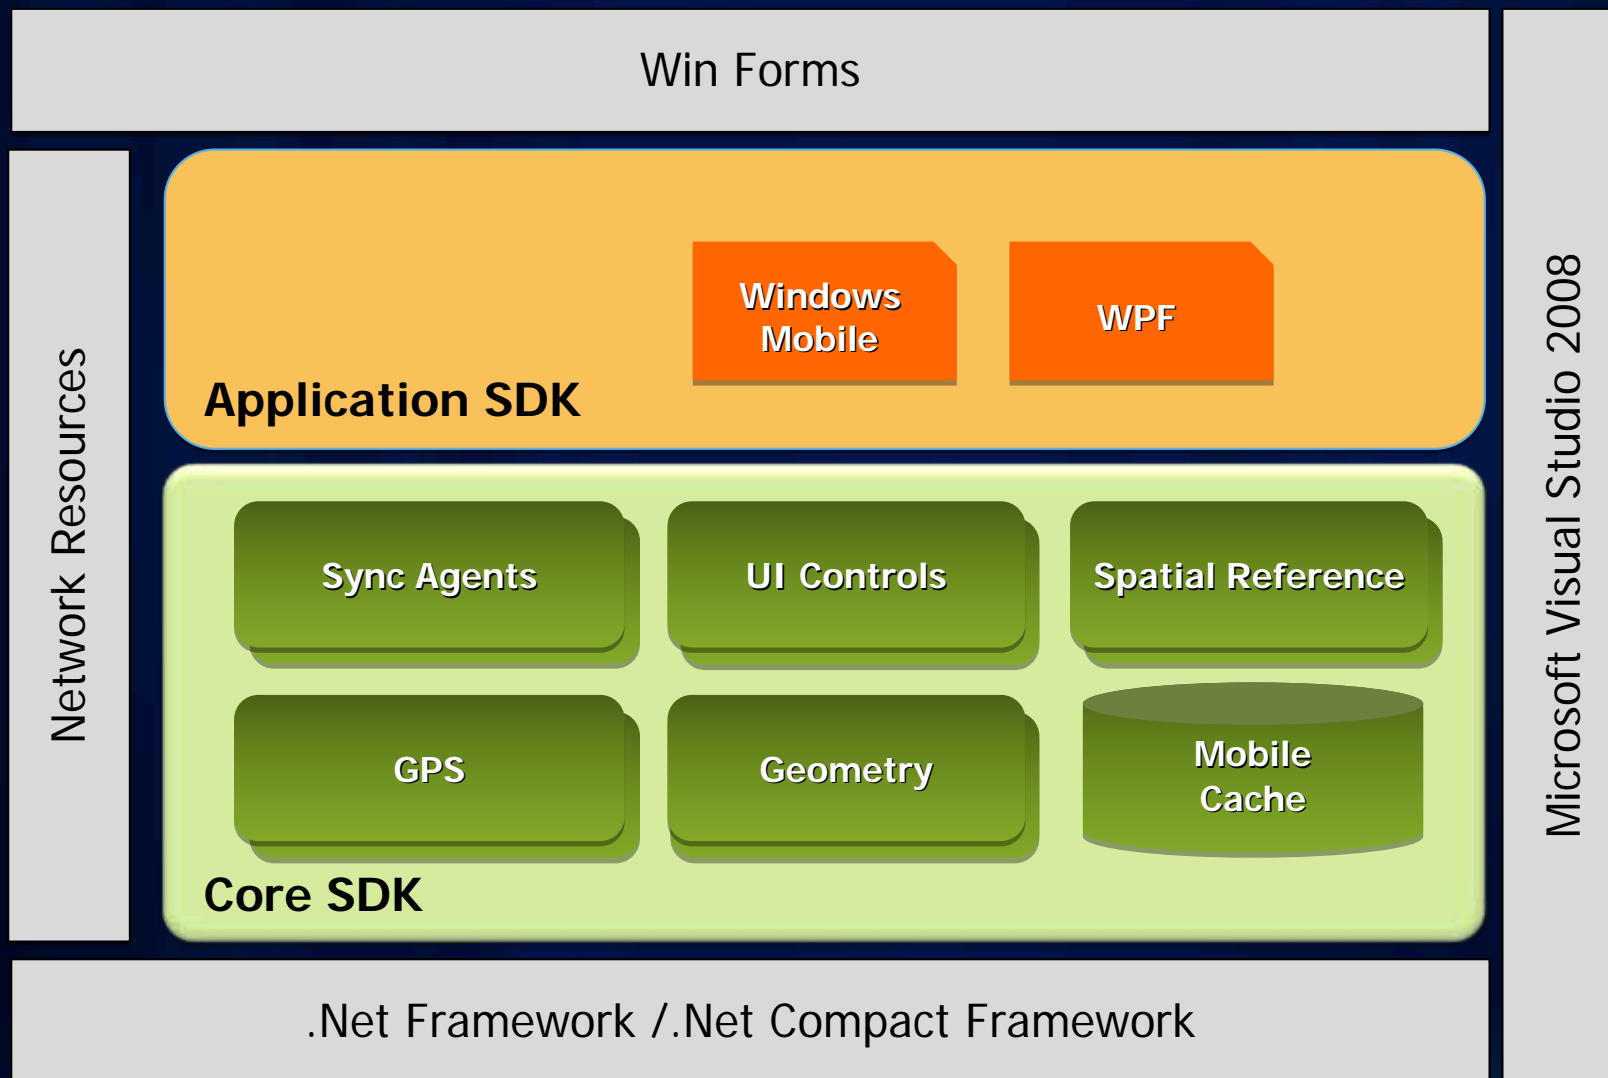 Win Forms
Network Resources
Windows
Mobile
WPF
Application SDK
Sync Agents
UI Controls
Spatial Reference
GPS
Geometry
Mobile
Cache
Core SDK
Microsoft Visual Studio 2008
.Net Framework /.Net Compact Framework